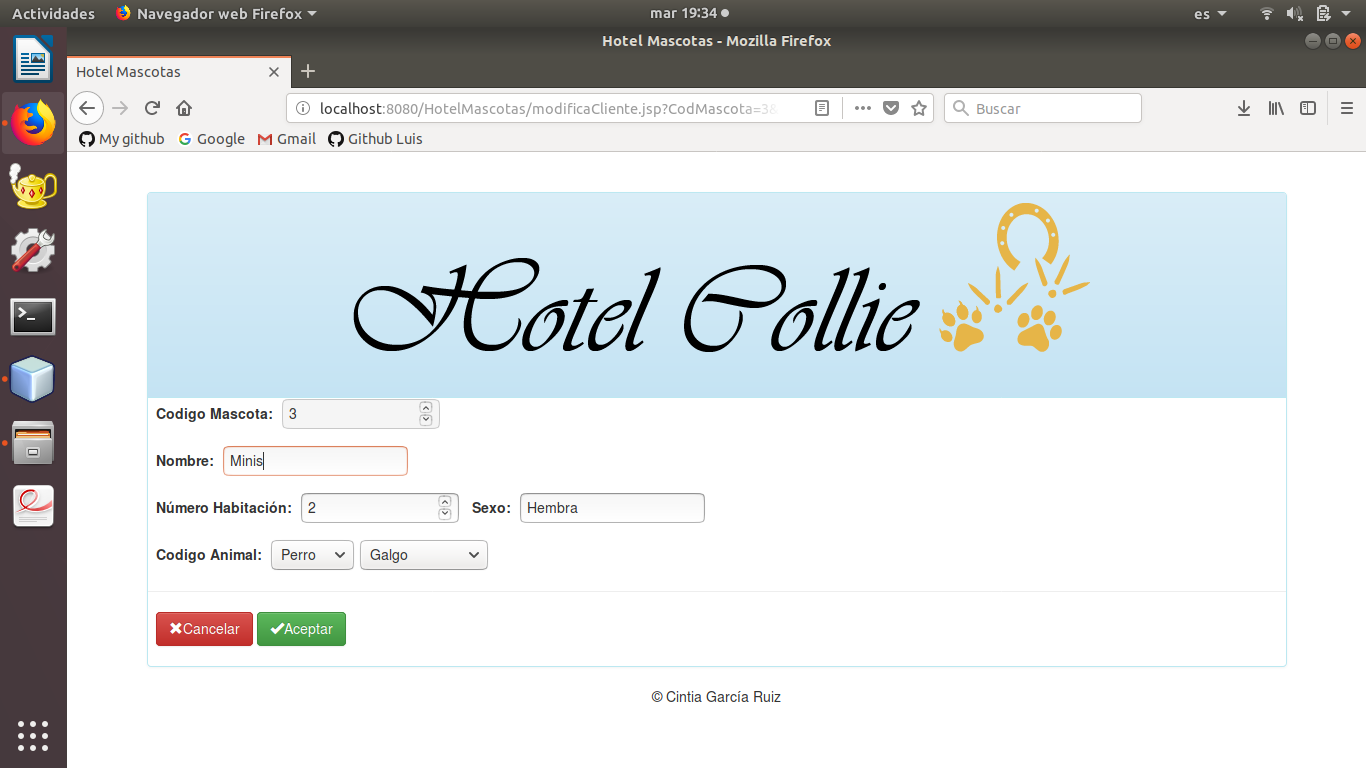 Actividades Navegador web Firefox mar 19:34 es
Hotel Mascotas - Mozilla Firefox
Hotel Mascotas
localhost:8080/HotelMascotas/modificaCliente.jsp?CodMascota=3& Buscar
My github Google Gmail Github Luis
Hotel Collie
Codigo Mascota: 3
Nombre: Minis
Número Habitación: 2 Sexo: Hembra
Codigo Animal: Perro Galgo
Cancelar Aceptar
© Cintia García Ruiz